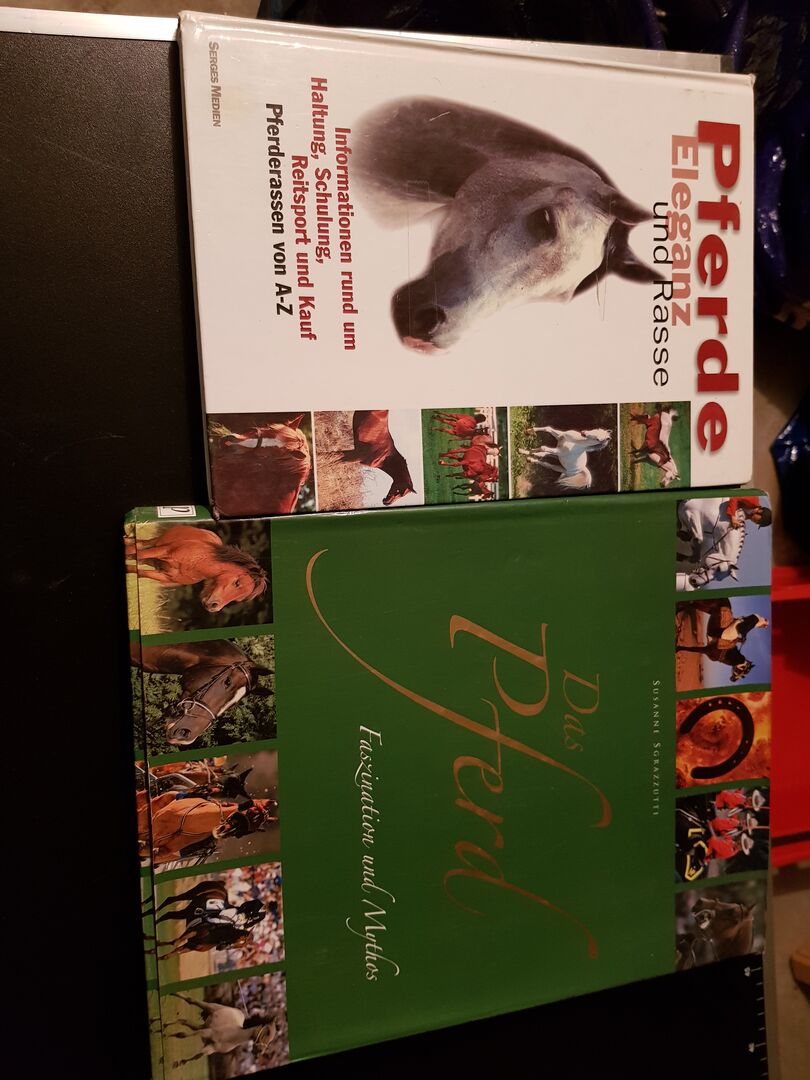 Pferde
Eleganz
und Rasse
Informationen rund um
Haltung, Schulung,
Reitsport und Kauf
Pferderassen von A-Z
SERGES MEDIEN
SUSANNE SGRAZZUTTI
Das
Pferd
Faszination und Mythos